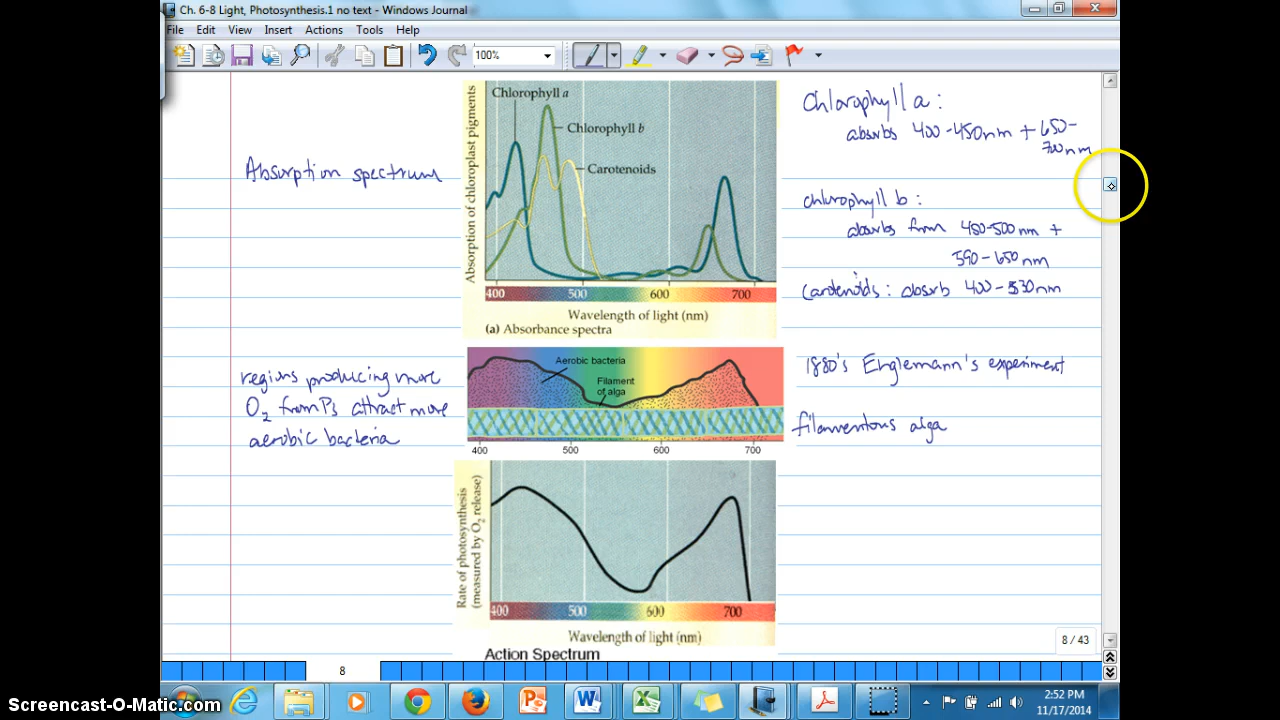 Ch. 6-8 Light, Photosynthesis.1 no text - Windows Journal
File Edit View Insert Actions Tools Help
100%
Absorption spectrum
Absorption of chloroplast pigments
Chlorophyll a
Chlorophyll b
Carotenoids
400 500 600 700
Wavelength of light (nm)
(a) Absorbance spectra
Chlorophyll a :
absorbs 400-450nm + 650-
700nm
chlorophyll b :
absorbs from 450-500nm +
590-650nm
carotenoids : absorb 400-530nm
regions producing more
O2 from Ps attract more
aerobic bacteria
Aerobic bacteria
Filament
of alga
400 500 600 700
1880's Englemann's experiment
filamentous alga
Rate of photosynthesis
(measured by O2 release)
400 500 600 700
Wavelength of light (nm)
Action Spectrum
8 / 43
8
Screencast-O-Matic.com
2:52 PM
11/17/2014